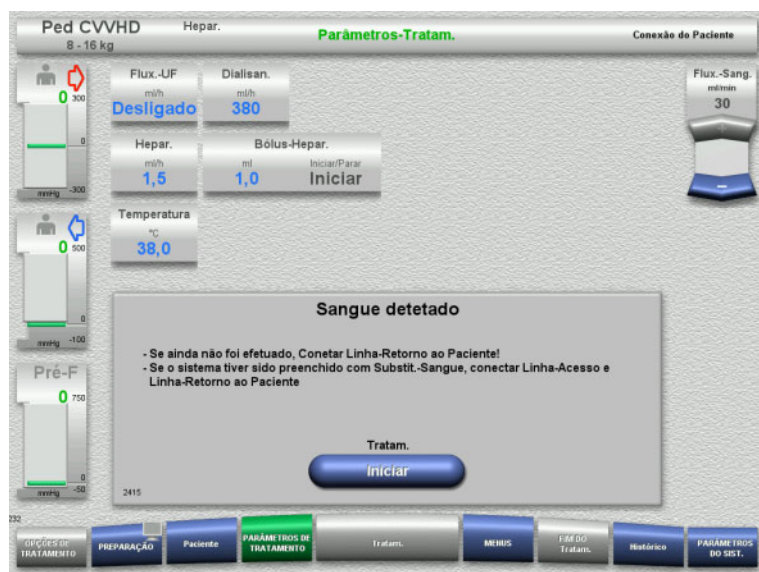 Ped CVVHD Hepar. Parâmetros-Tratam. Conexão do Paciente
8 - 16 kg
Flux.-UF Dialisan. Flux.-Sang.
ml/h ml/h ml/min
Desligado 380 30
0 300
0
mmHg -300
Hepar. Bólus-Hepar.
ml/h ml Iniciar/Parar
1,5 1,0 Iniciar
+
-
Temperatura
°C
38,0
0 500
0
mmHg -100
Sangue detetado
- Se ainda não foi efetuado, Conetar Linha-Retorno ao Paciente!
- Se o sistema tiver sido preenchido com Substit.-Sangue, conectar Linha-Acesso e
Linha-Retorno ao Paciente
Pré-F
0 750
0
mmHg -50
Tratam.
Iniciar
2415
232
OPÇÕES DE TRATAMENTO
PREPARAÇÃO
Paciente
PARÂMETROS DE TRATAMENTO
Tratam.
MENUS
FIM DO Tratam.
Histórico
PARÂMETROS DO SIST.